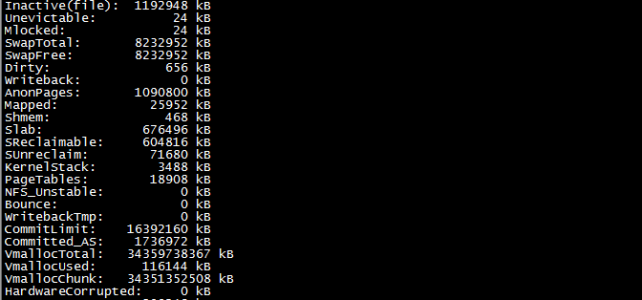 Inactive(file):  1192948 kB
Unevictable:          24 kB
Mlocked:              24 kB
SwapTotal:       8232952 kB
SwapFree:        8232952 kB
Dirty:               656 kB
Writeback:             0 kB
AnonPages:       1090800 kB
Mapped:            25952 kB
Shmem:               468 kB
Slab:             676496 kB
SReclaimable:     604816 kB
SUnreclaim:        71680 kB
KernelStack:        3488 kB
PageTables:        18908 kB
NFS_Unstable:          0 kB
Bounce:                0 kB
WritebackTmp:          0 kB
CommitLimit:    16392160 kB
Committed_AS:    1736972 kB
VmallocTotal:   34359738367 kB
VmallocUsed:      116144 kB
VmallocChunk:   34351352508 kB
HardwareCorrupted:     0 kB